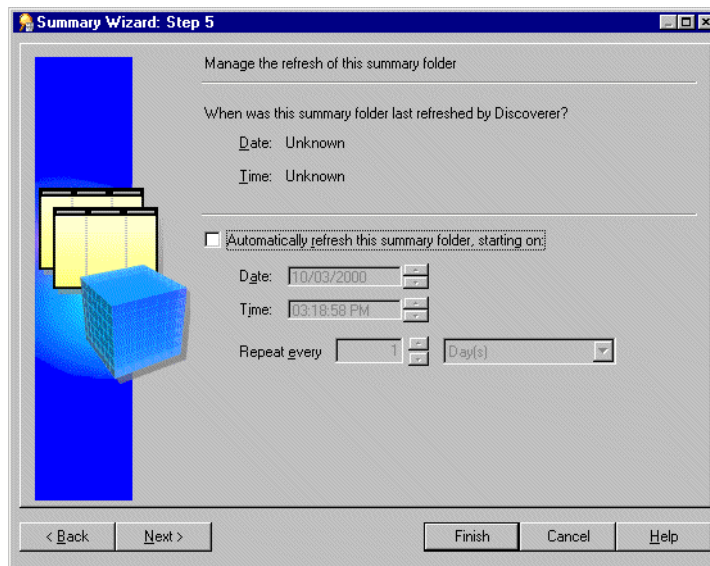 Summary Wizard: Step 5
Manage the refresh of this summary folder
When was this summary folder last refreshed by Discoverer?
Date: Unknown
Time: Unknown
Automatically refresh this summary folder, starting on:
Date: 10/03/2000
Time: 03:18:58 PM
Repeat every 1 Day(s)
< Back Next > Finish Cancel Help